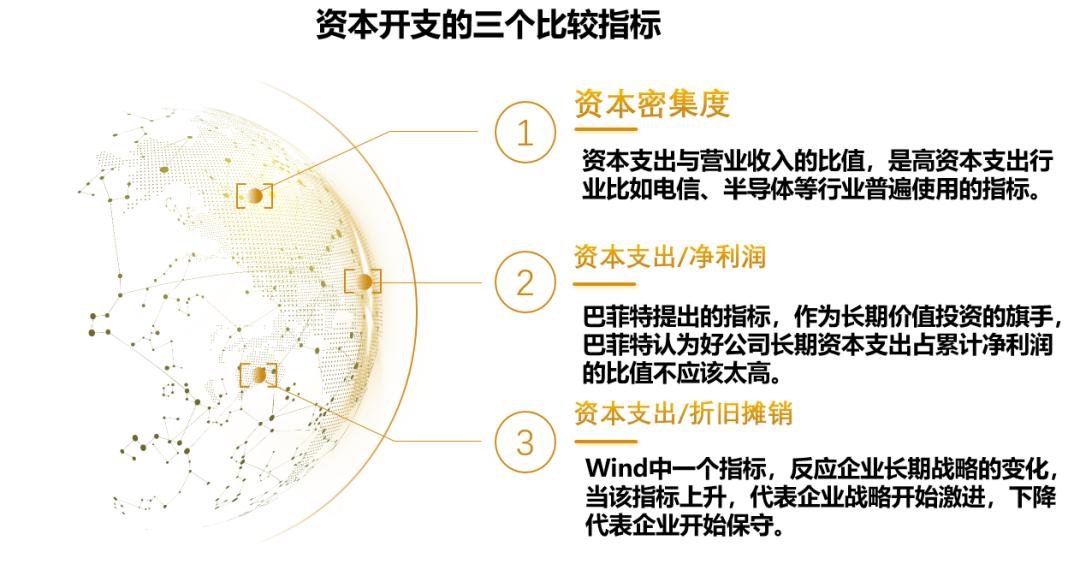 资本开支的三个比较指标
1
资本密集度
资本支出与营业收入的比值，是高资本支出行
业比如电信、半导体等行业普遍使用的指标。
2
资本支出/净利润
巴菲特提出的指标，作为长期价值投资的旗手，
巴菲特认为好公司长期资本支出占累计净利润
的比值不应该太高。
3
资本支出/折旧摊销
Wind中一个指标，反应企业长期战略的变化，
当该指标上升，代表企业战略开始激进，下降
代表企业开始保守。